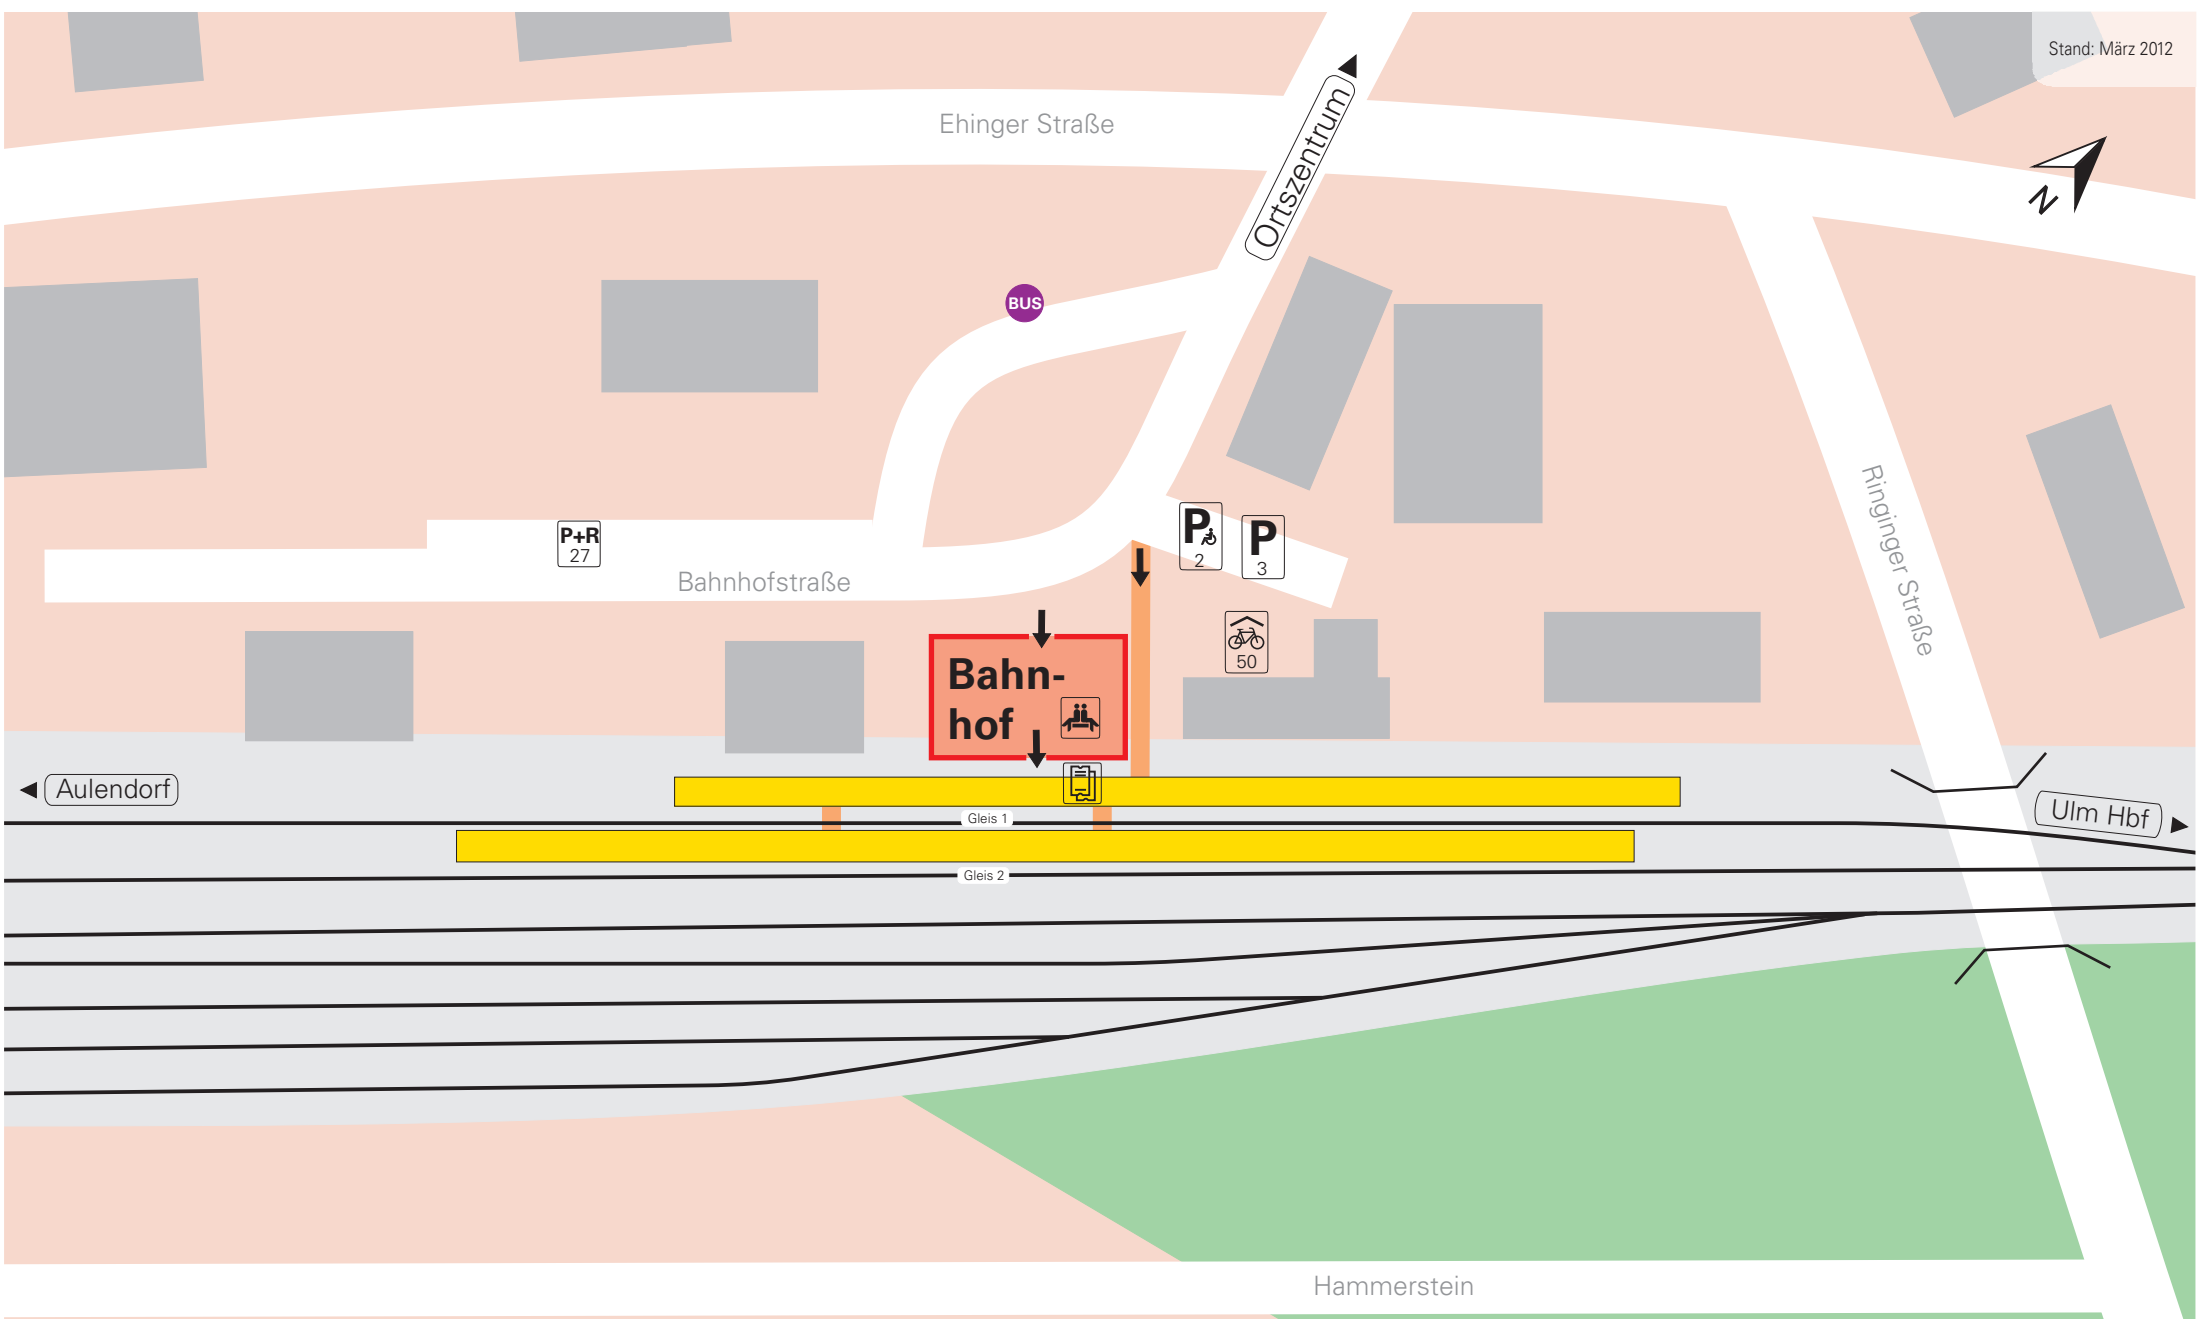 Stand: März 2012
Ehinger Straße
Ortszentrum
N
BUS
Ringinger Straße
P+R
27
P
2
P
3
Bahnhofstraße
50
Bahn-
hof
Aulendorf
Ulm Hbf
Gleis 1
Gleis 2
Hammerstein